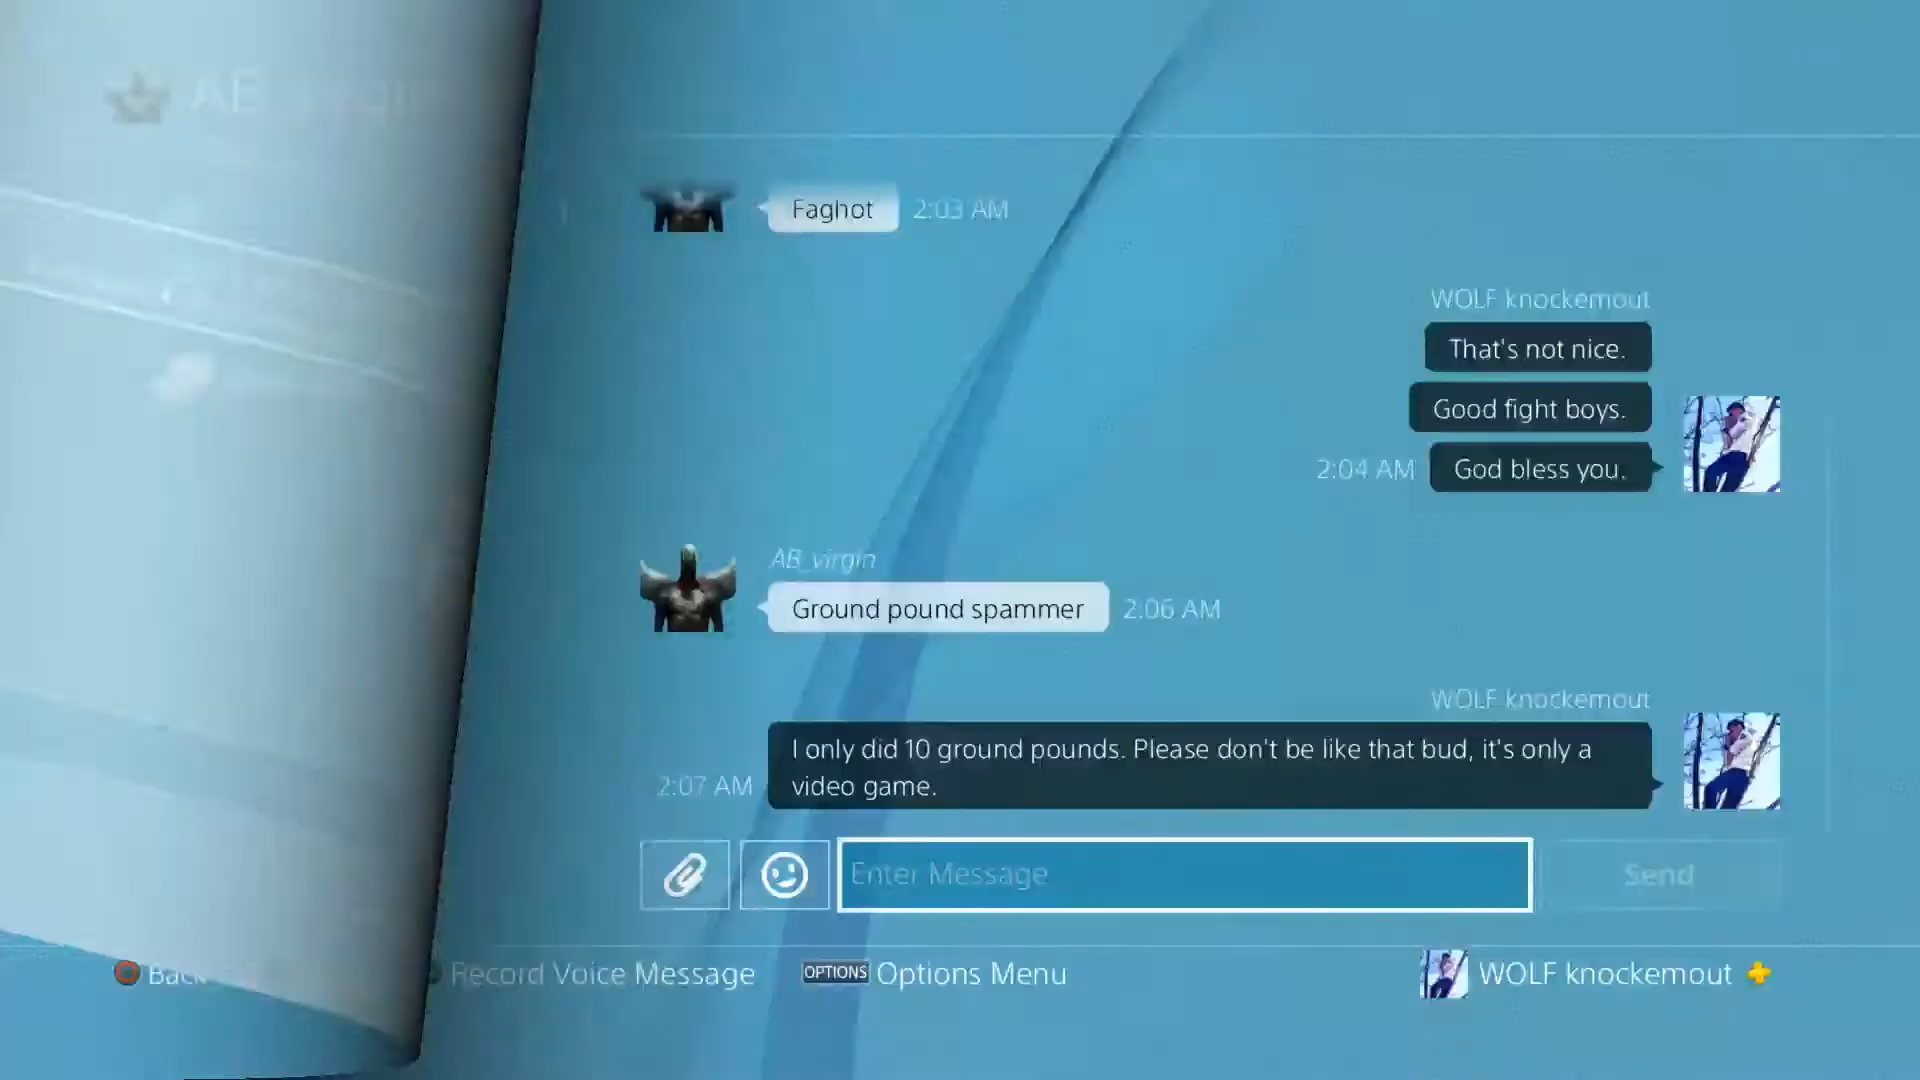 AB
Faghot 2:03 AM
WOLF knockemout
That's not nice.
Good fight boys.
2:04 AM God bless you.
AB_virgin
Ground pound spammer 2:06 AM
WOLF knockemout
I only did 10 ground pounds. Please don't be like that bud, it's only a
2:07 AM video game.
Enter Message Send
Back Record Voice Message OPTIONS Options Menu WOLF knockemout